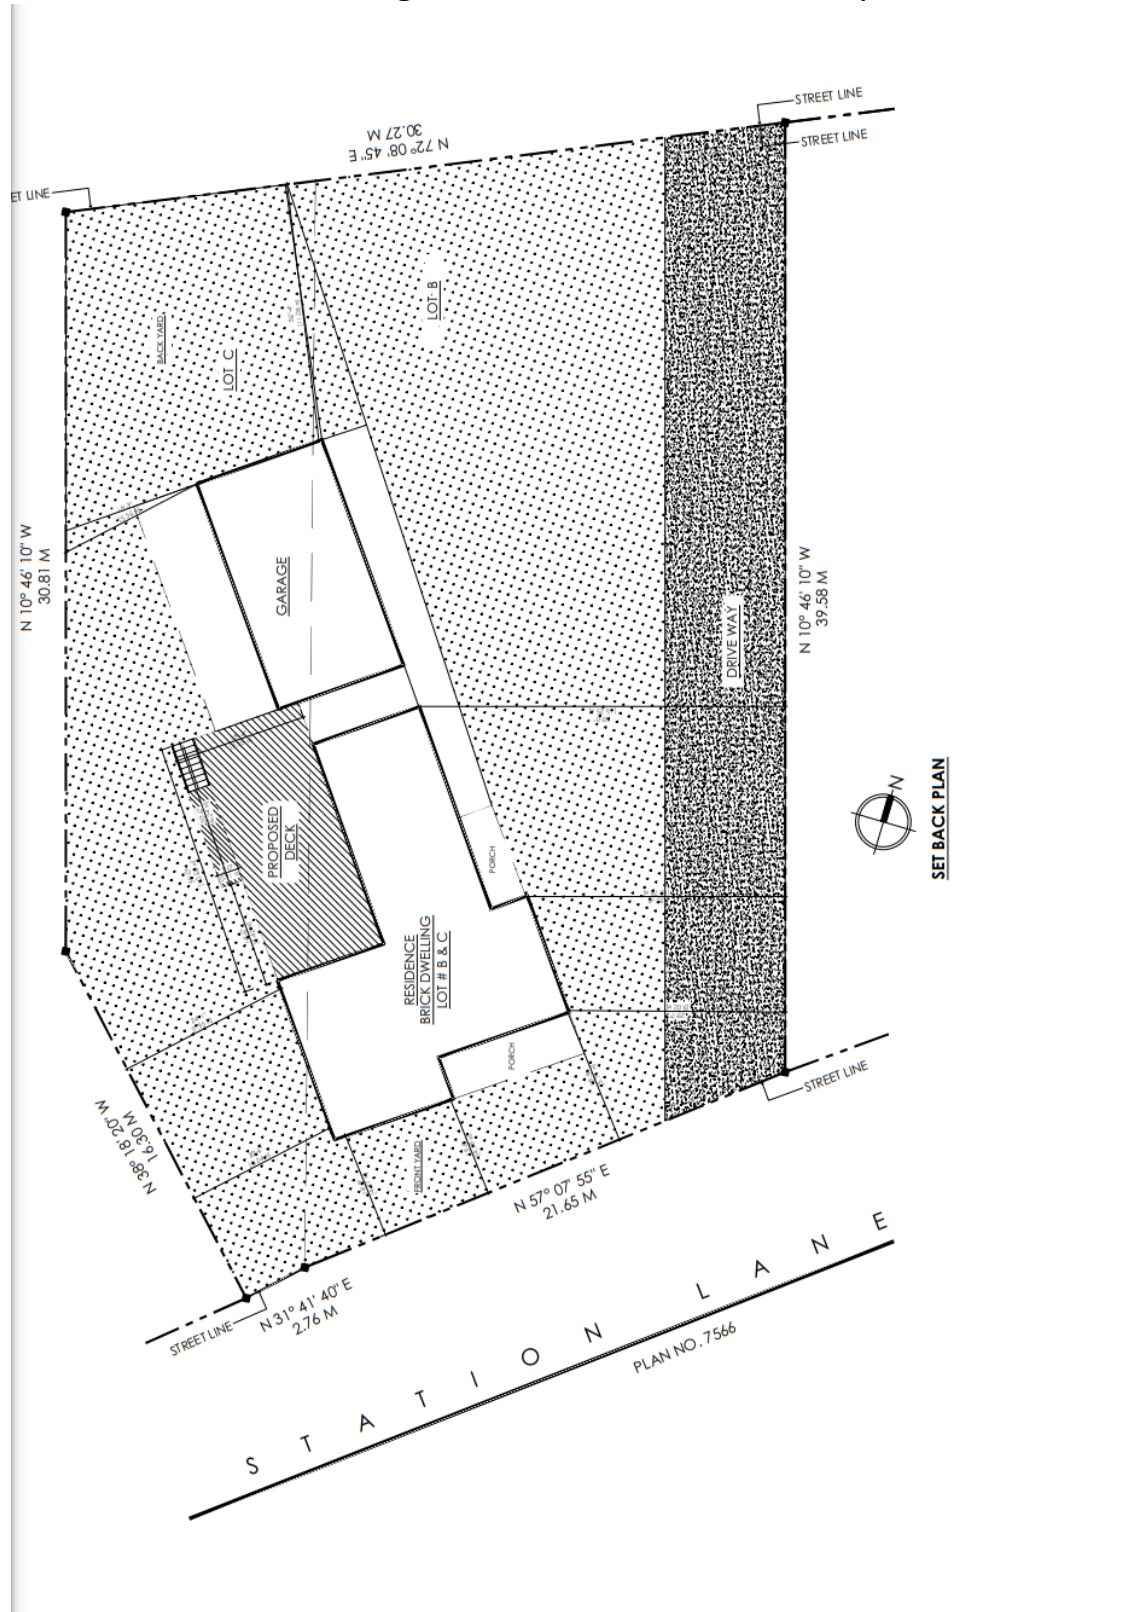 STREET LINE
STREET LINE
N 72° 08' 45" E
30.27 M
ET LINE
LOT B
BACK YARD
LOT C
N 10° 46' 10" W
30.81 M
GARAGE
DRIVE WAY
N 10° 46' 10" W
39.58 M
N
SET BACK PLAN
PROPOSED
DECK
PORCH
RESIDENCE
BRICK DWELLING
LOT # B & C
PORCH
STREET LINE
N 38° 18' 20" W
16.30 M
FRONT YARD
N 57° 07' 55" E
21.65 M
N 31° 41' 40" E
2.76 M
STREET LINE
STATION LANE
PLAN NO. 7566